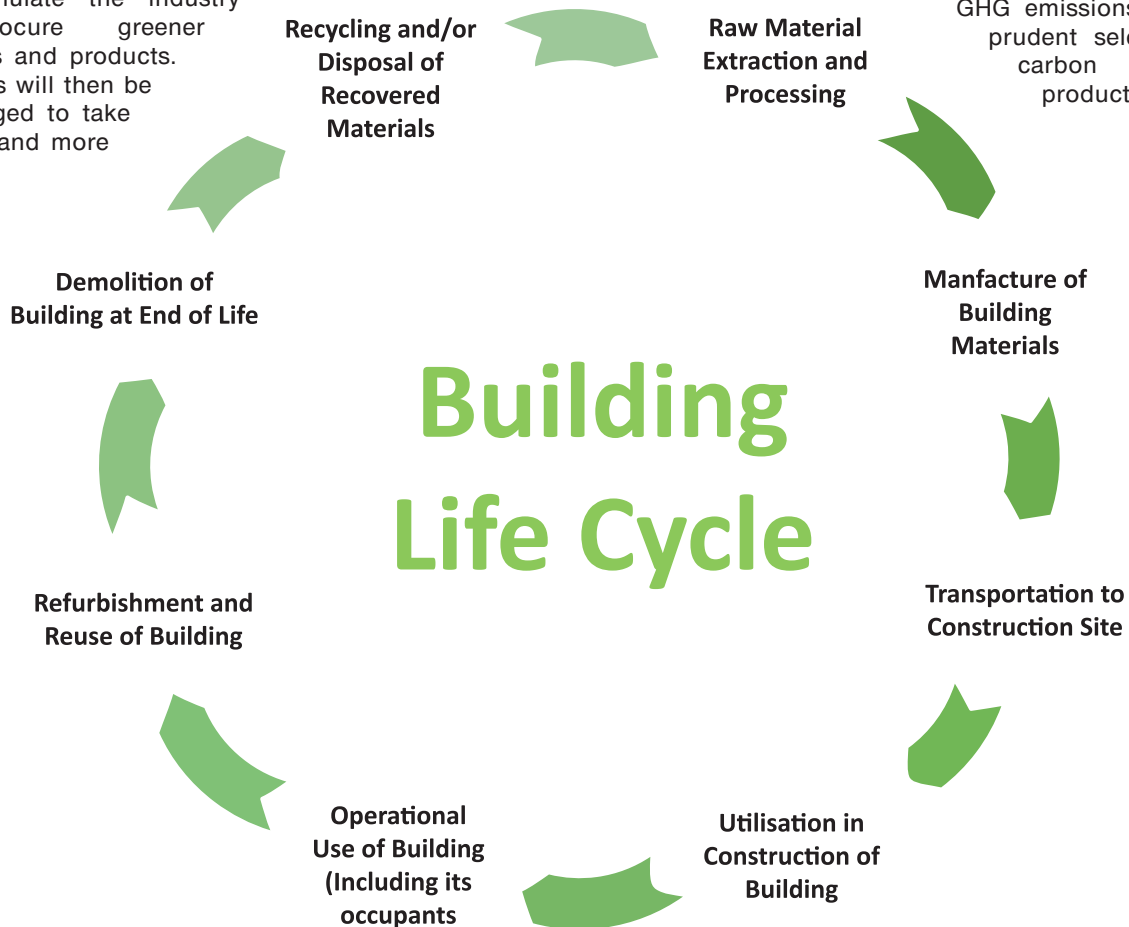 the industry
greener
and products.
will then be
to take
and more
GHG emissions
prudent
carbon
Recycling and/or
Disposal of
Recovered
Materials
Raw Material
Extraction and
Processing
Manfacture of
Building
Materials
Transportation to
Construction Site
Utilisation in
Construction of
Building
Operational
Use of Building
(Including its
occupants
Refurbishment and
Reuse of Building
Demolition of
Building at End of Life
Building
Life Cycle